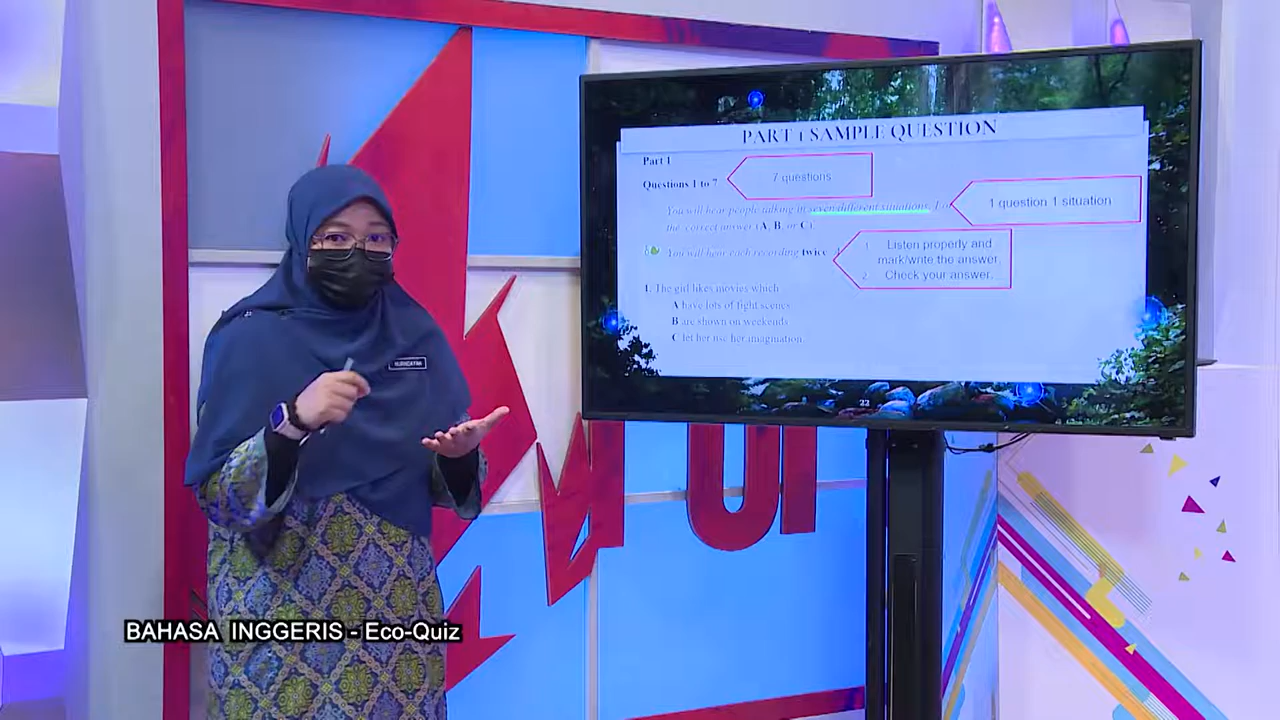 PART 1 SAMPLE QUESTION
Part 1
Questions 1 to 7
7 questions
You will hear people talking in seven different situations.
1 question 1 situation
the correct answer (A, B, or C).
You will hear each recording twice.
1. Listen properly and
mark/write the answer.
2. Check your answer.
1. The girl likes movies which
A have lots of fight scenes
B are shown on weekends
C let her use her imagination.
22
BAHASA INGGERIS - Eco-Quiz